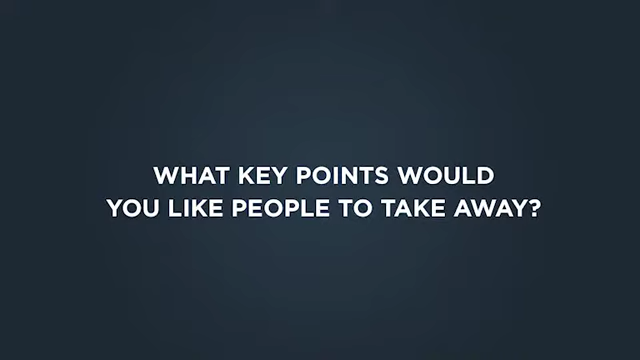 WHAT KEY POINTS WOULD
YOU LIKE PEOPLE TO TAKE AWAY?